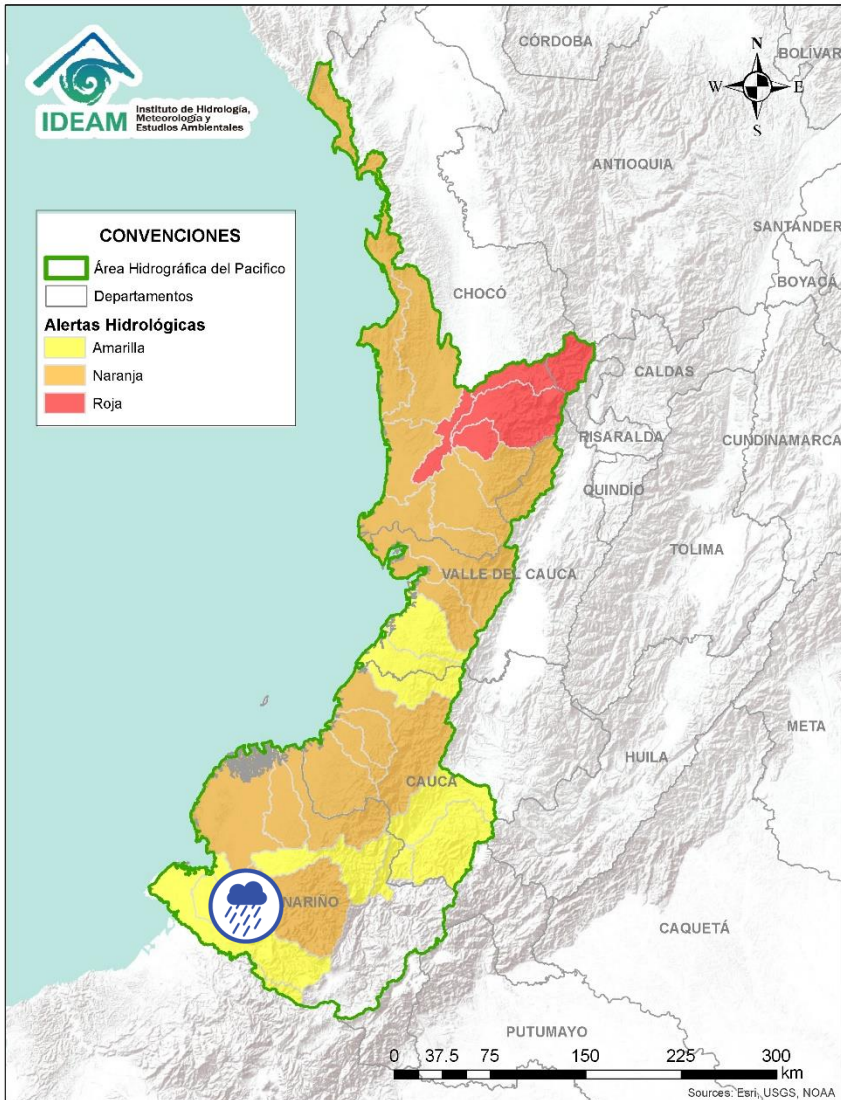 IDEAM
Instituto de Hidrología,
Meteorología y
Estudios Ambientales
CÓRDOBA
BOLÍVAR
N
W
E
S
ANTIOQUIA
SANTANDER
BOYACÁ
CONVENCIONES
Área Hidrográfica del Pacifico
Departamentos
Alertas Hidrológicas
Amarilla
Naranja
Roja
CHOCÓ
CALDAS
RISARALDA
CUNDINAMARCA
QUINDÍO
TOLIMA
VALLE DEL CAUCA
META
HUILA
CAUCA
NARIÑO
CAQUETÁ
PUTUMAYO
0 37.5 75 150 225 300
km
Sources: Esri, USGS, NOAA